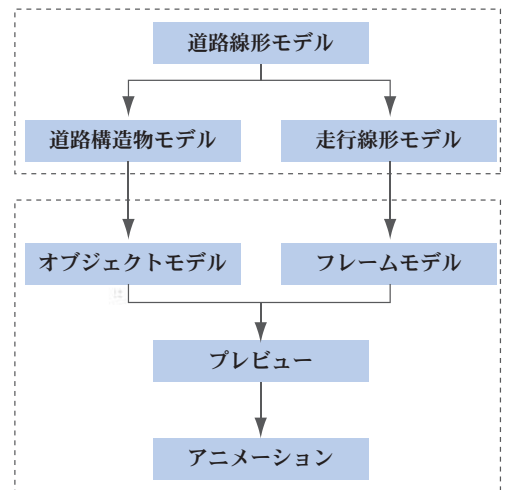 道路線形モデル
道路構造物モデル
走行線形モデル
オブジェクトモデル
フレームモデル
プレビュー
アニメーション